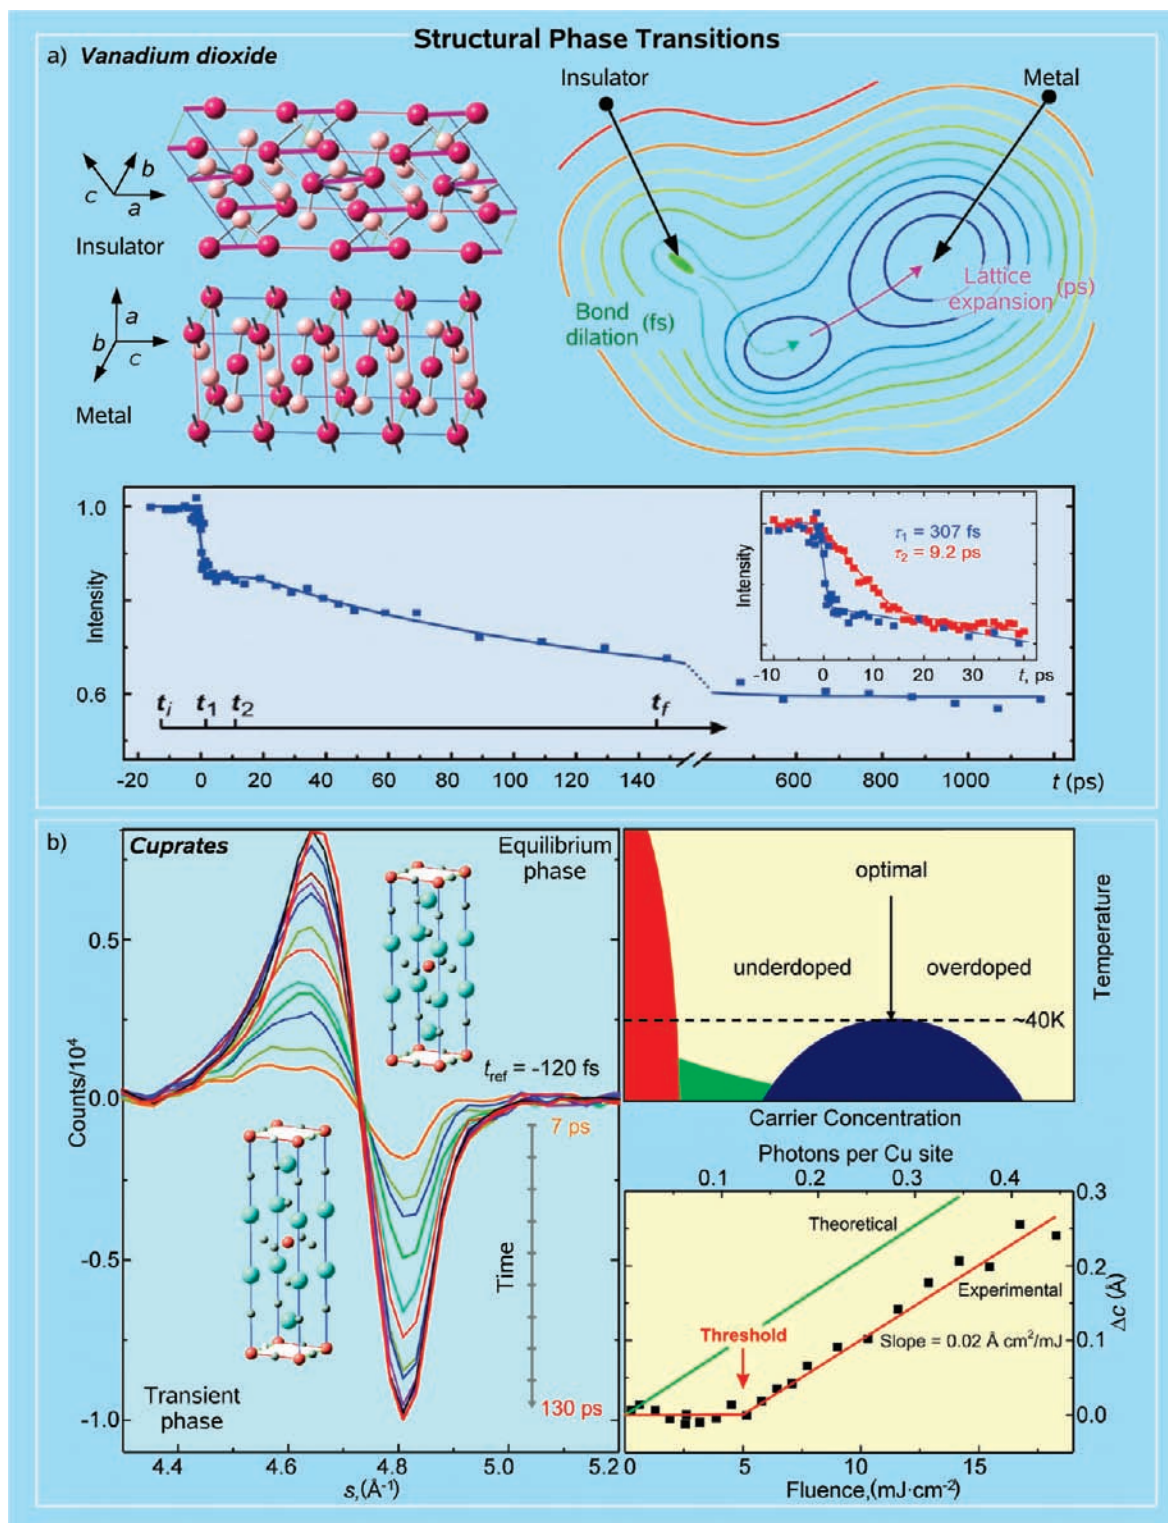 Structural Phase Transitions
a) Vanadium dioxide
Insulator
Metal
b
c
a
Insulator
a
b
c
Metal
Bond
dilation (fs)
Lattice
expansion (ps)
1.0
0.6
Intensity
t_i t_1 t_2 t_f
-20 0 20 40 60 80 100 120 140 600 800 1000 t (ps)
Intensity
τ₁ = 307 fs
τ₂ = 9.2 ps
-10 0 10 20 30 t, ps
b) Cuprates
Equilibrium
phase
t_ref = -120 fs
7 ps
Time
130 ps
Transient
phase
Counts/10⁴
0.5
0.0
-0.5
-1.0
4.4 4.6 4.8 5.0 5.2
s,(Å⁻¹)
optimal
underdoped overdoped
~40K
Temperature
Carrier Concentration
Photons per Cu site
0.1 0.2 0.3 0.4
Theoretical
Experimental
Threshold
Slope = 0.02 Å cm²/mJ
0.3
0.2
0.1
0.0
Δc (Å)
0 5 10 15
Fluence,(mJ·cm⁻²)